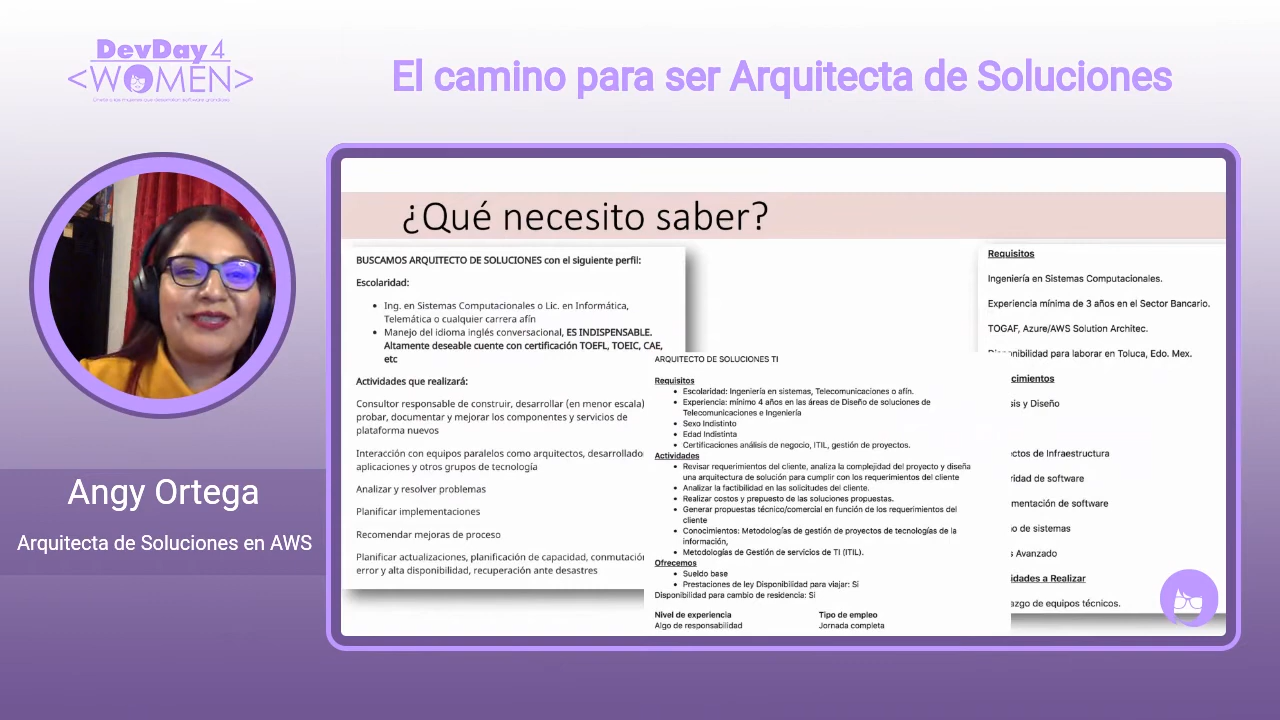 DevDay4
<WOMEN>
El camino para ser Arquitecta de Soluciones
Angy Ortega
Arquitecta de Soluciones en AWS
¿Qué necesito saber?
BUSCAMOS ARQUITECTO DE SOLUCIONES con el siguiente perfil:
Escolaridad:
Ing. en Sistemas Computacionales o Lic. en Informática,
Telemática o cualquier carrera afín
Manejo del idioma inglés conversacional, ES INDISPENSABLE.
Altamente deseable cuente con certificación TOEFL, TOEIC, CAE,
etc
Actividades que realizará:
Consultor responsable de construir, desarrollar (en menor escala)
probar, documentar y mejorar los componentes y servicios de
plataforma nuevos
Interacción con equipos paralelos como arquitectos, desarrollado
aplicaciones y otros grupos de tecnología
Analizar y resolver problemas
Planificar implementaciones
Recomendar mejoras de proceso
Planificar actualizaciones, planificación de capacidad, conmutació
error y alta disponibilidad, recuperación ante desastres
ARQUITECTO DE SOLUCIONES TI
Requisitos
Escolaridad: Ingeniería en sistemas, Telecomunicaciones o afín.
Experiencia: mínimo 4 años en las áreas de Diseño de soluciones de
Telecomunicaciones e Ingeniería
Sexo Indistinto
Edad Indistinta
Certificaciones análisis de negocio, ITIL, gestión de proyectos.
Actividades
Revisar requerimientos del cliente, analiza la complejidad del proyecto y diseña
una arquitectura de solución para cumplir con los requerimientos del cliente
Analizar la factibilidad en las solicitudes del cliente.
Realizar costos y prepuesto de las soluciones propuestas.
Generar propuestas técnico/comercial en función de los requerimientos del
cliente
Conocimientos: Metodologías de gestión de proyectos de tecnologías de la
información,
Metodologías de Gestión de servicios de TI (ITIL).
Ofrecemos
Sueldo base
Prestaciones de ley Disponibilidad para viajar: Sí
Disponibilidad para cambio de residencia: Sí
Nivel de experiencia Tipo de empleo
Algo de responsabilidad Jornada completa
Requisitos
Ingeniería en Sistemas Computacionales.
Experiencia mínima de 3 años en el Sector Bancario.
TOGAF, Azure/AWS Solution Architec.
Disponibilidad para laborar en Toluca, Edo. Mex.
cimientos
sis y Diseño
ectos de Infraestructura
ridad de software
mentación de software
o de sistemas
s Avanzado
idades a Realizar
azgo de equipos técnicos.